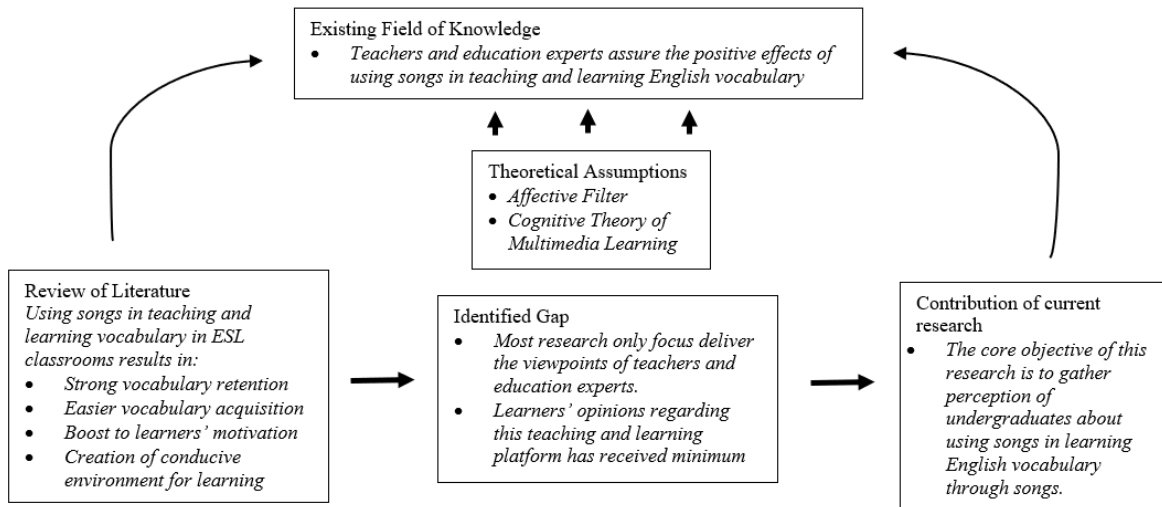 Existing Field of Knowledge
• Teachers and education experts assure the positive effects of
using songs in teaching and learning English vocabulary
Theoretical Assumptions
• Affective Filter
• Cognitive Theory of
Multimedia Learning
Review of Literature
Using songs in teaching and
learning vocabulary in ESL
classrooms results in:
• Strong vocabulary retention
• Easier vocabulary acquisition
• Boost to learners’ motivation
• Creation of conducive
environment for learning
Identified Gap
• Most research only focus deliver
the viewpoints of teachers and
education experts.
• Learners’ opinions regarding
this teaching and learning
platform has received minimum
Contribution of current
research
• The core objective of this
research is to gather
perception of
undergraduates about
using songs in learning
English vocabulary
through songs.